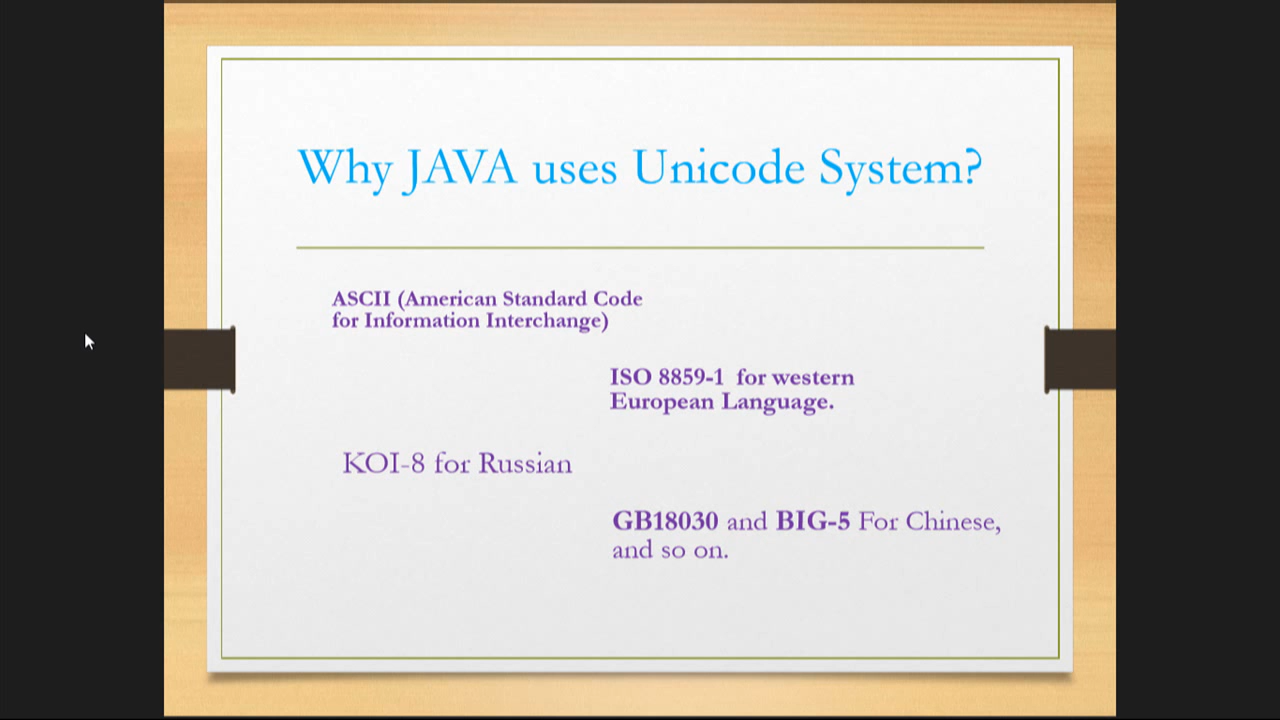 Why JAVA uses Unicode System?
ASCII (American Standard Code
for Information Interchange)
ISO 8859-1 for western
European Language.
KOI-8 for Russian
GB18030 and BIG-5 For Chinese,
and so on.